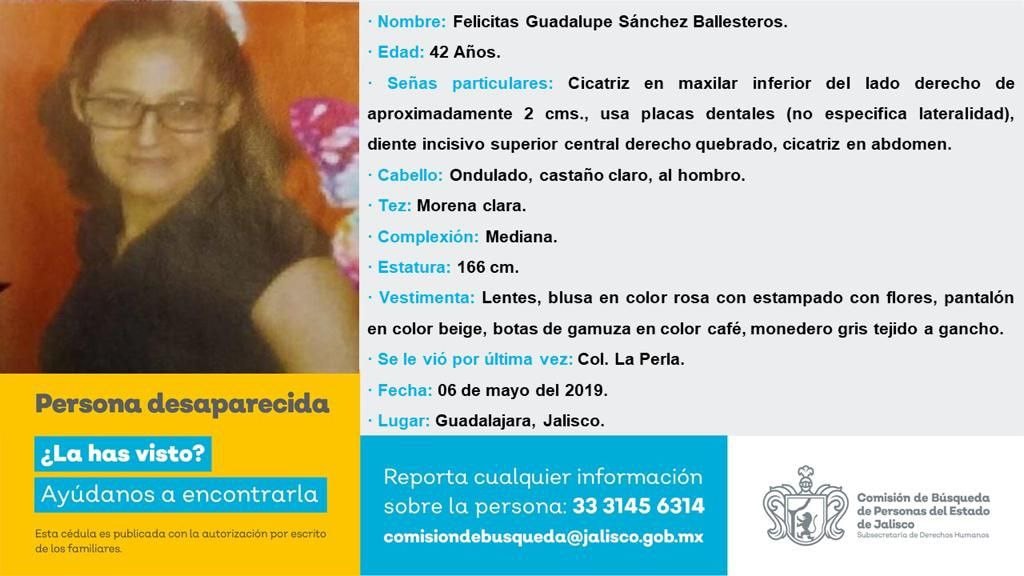 · Nombre: Felicitas Guadalupe Sánchez Ballesteros.
· Edad: 42 Años.
· Señas particulares: Cicatriz en maxilar inferior del lado derecho de
aproximadamente 2 cms., usa placas dentales (no especifica lateralidad),
diente incisivo superior central derecho quebrado, cicatriz en abdomen.
· Cabello: Ondulado, castaño claro, al hombro.
· Tez: Morena clara.
· Complexión: Mediana.
· Estatura: 166 cm.
· Vestimenta: Lentes, blusa en color rosa con estampado con flores, pantalón
en color beige, botas de gamuza en color café, monedero gris tejido a gancho.
· Se le vió por última vez: Col. La Perla.
· Fecha: 06 de mayo del 2019.
· Lugar: Guadalajara, Jalisco.
Persona desaparecida
¿La has visto?
Ayúdanos a encontrarla
Esta cédula es publicada con la autorización por escrito
de los familiares.
Reporta cualquier información
sobre la persona: 33 3145 6314
comisiondebusqueda@jalisco.gob.mx
Comisión de Búsqueda
de Personas del Estado
de Jalisco
Subsecretaría de Derechos Humanos